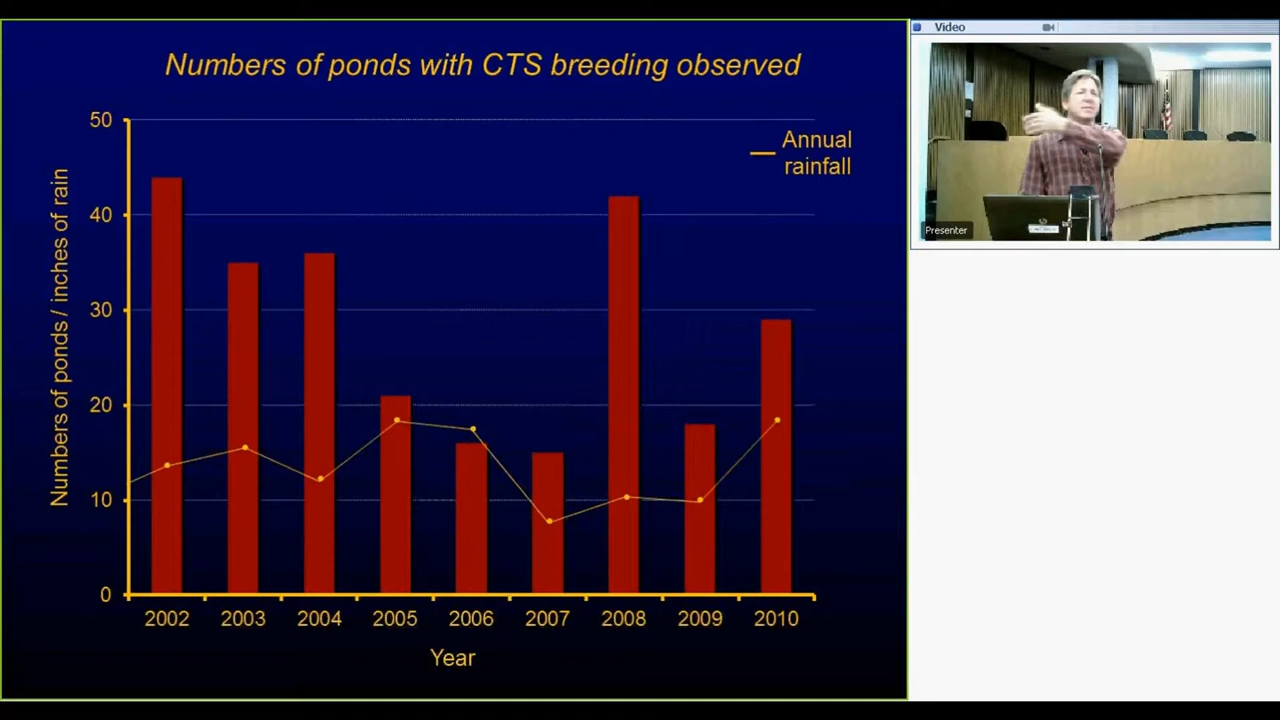 Numbers of ponds with CTS breeding observed
Annual
rainfall
Numbers of ponds / inches of rain
50
40
30
20
10
0
2002 2003 2004 2005 2006 2007 2008 2009 2010
Year
Video
Presenter